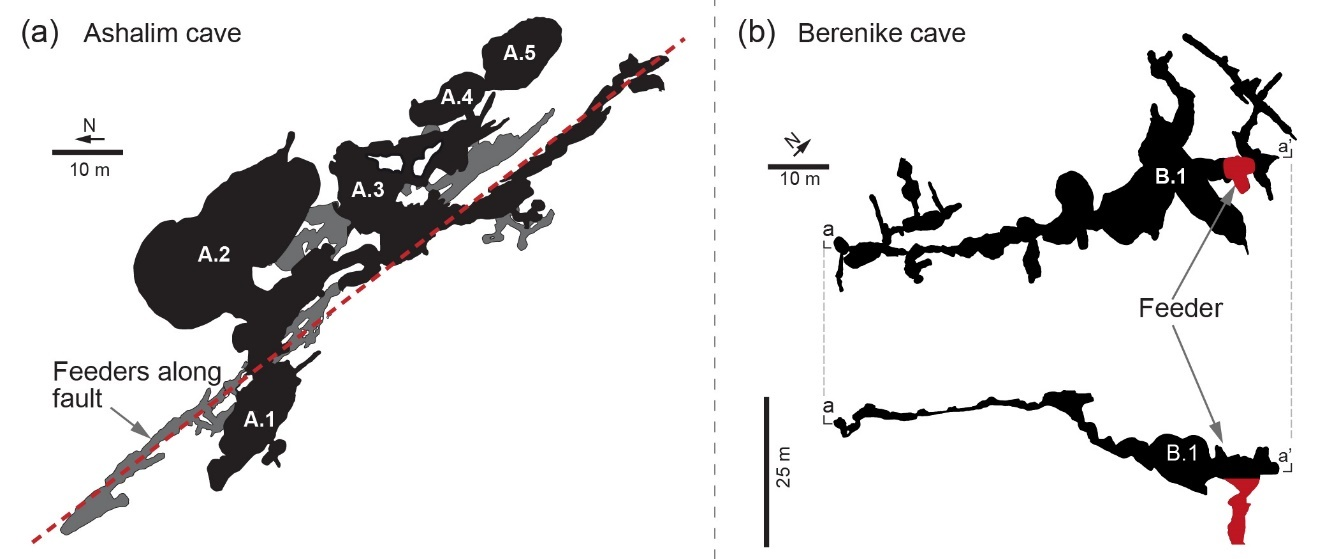 (a) Ashalim cave
N
10 m
A.5
A.4
A.3
A.2
A.1
Feeders along
fault
(b) Berenike cave
N
10 m
a
a'
B.1
Feeder
a
a'
B.1
25 m